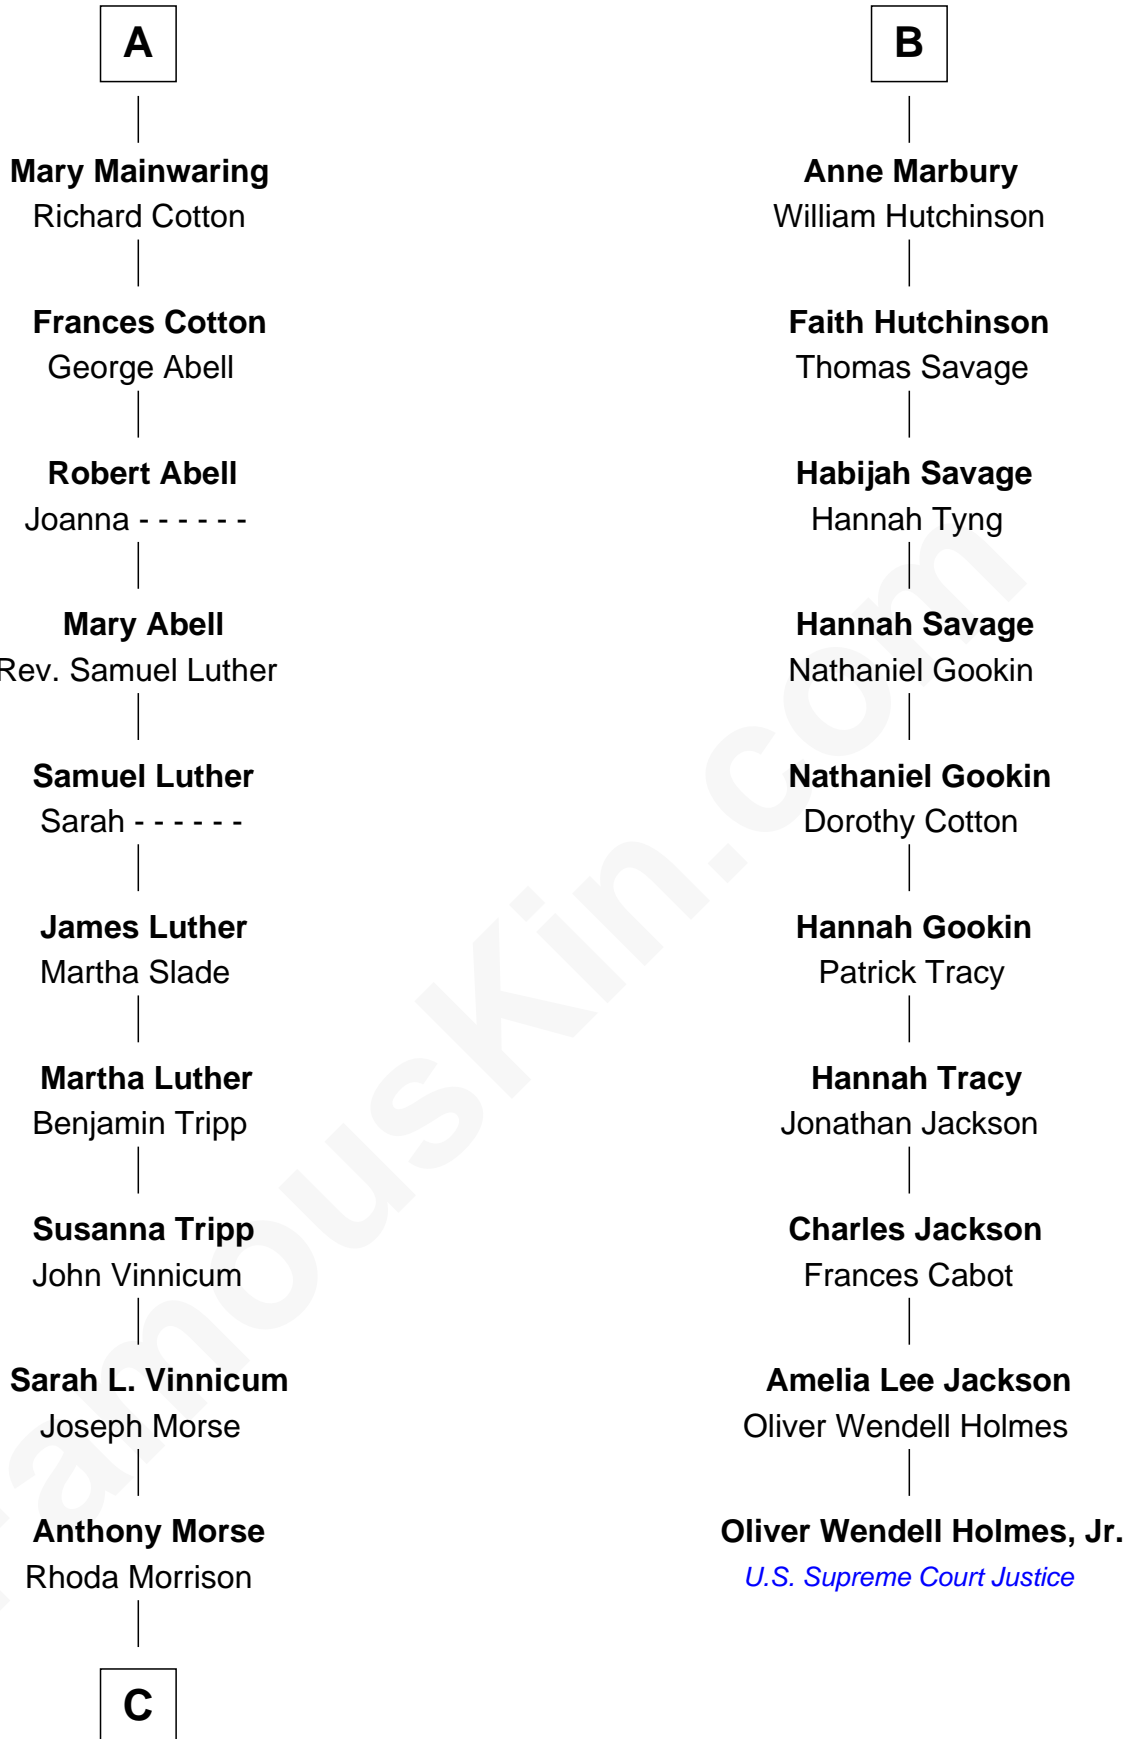 A
Mary Mainwaring
Richard Cotton
Frances Cotton
George Abell
Robert Abell
Joanna - - - - - -
Mary Abell
Rev. Samuel Luther
Samuel Luther
Sarah - - - - - -
James Luther
Martha Slade
Martha Luther
Benjamin Tripp
Susanna Tripp
John Vinnicum
Sarah L. Vinnicum
Joseph Morse
Anthony Morse
Rhoda Morrison
C
B
Anne Marbury
William Hutchinson
Faith Hutchinson
Thomas Savage
Habijah Savage
Hannah Tyng
Hannah Savage
Nathaniel Gookin
Nathaniel Gookin
Dorothy Cotton
Hannah Gookin
Patrick Tracy
Hannah Tracy
Jonathan Jackson
Charles Jackson
Frances Cabot
Amelia Lee Jackson
Oliver Wendell Holmes
Oliver Wendell Holmes, Jr.
U.S. Supreme Court Justice
FamousKin.com